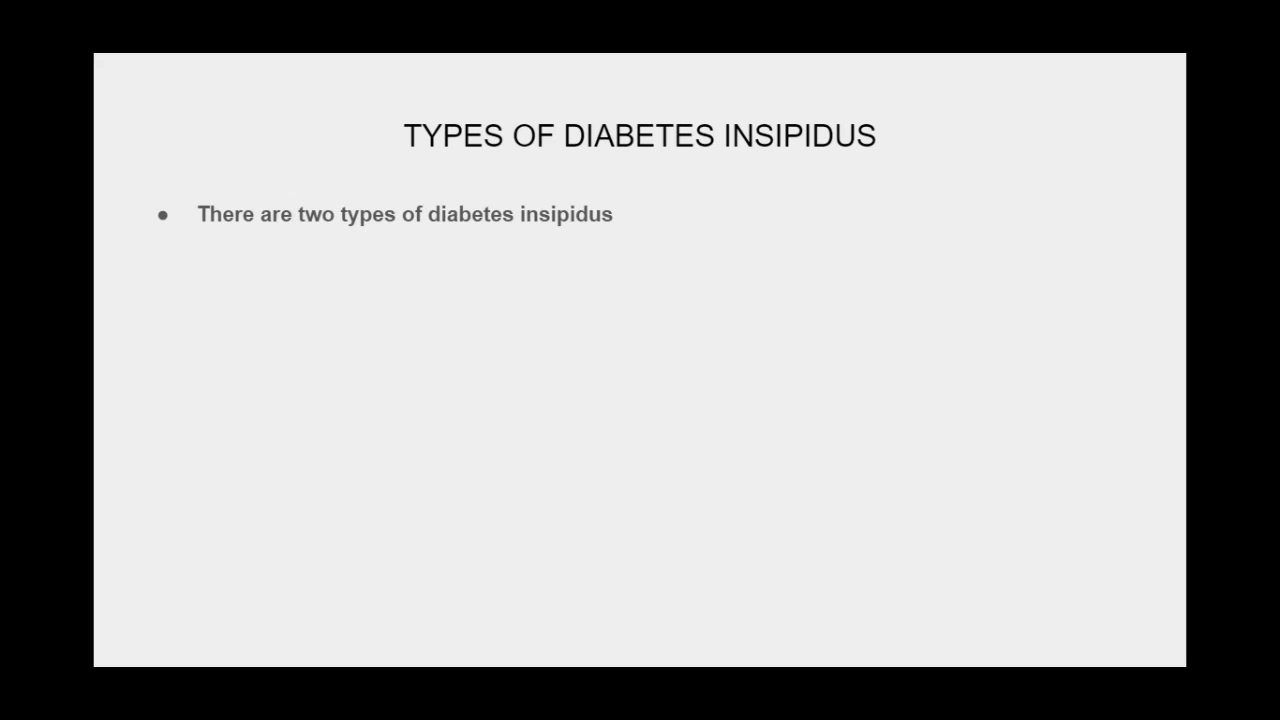 TYPES OF DIABETES INSIPIDUS
● There are two types of diabetes insipidus